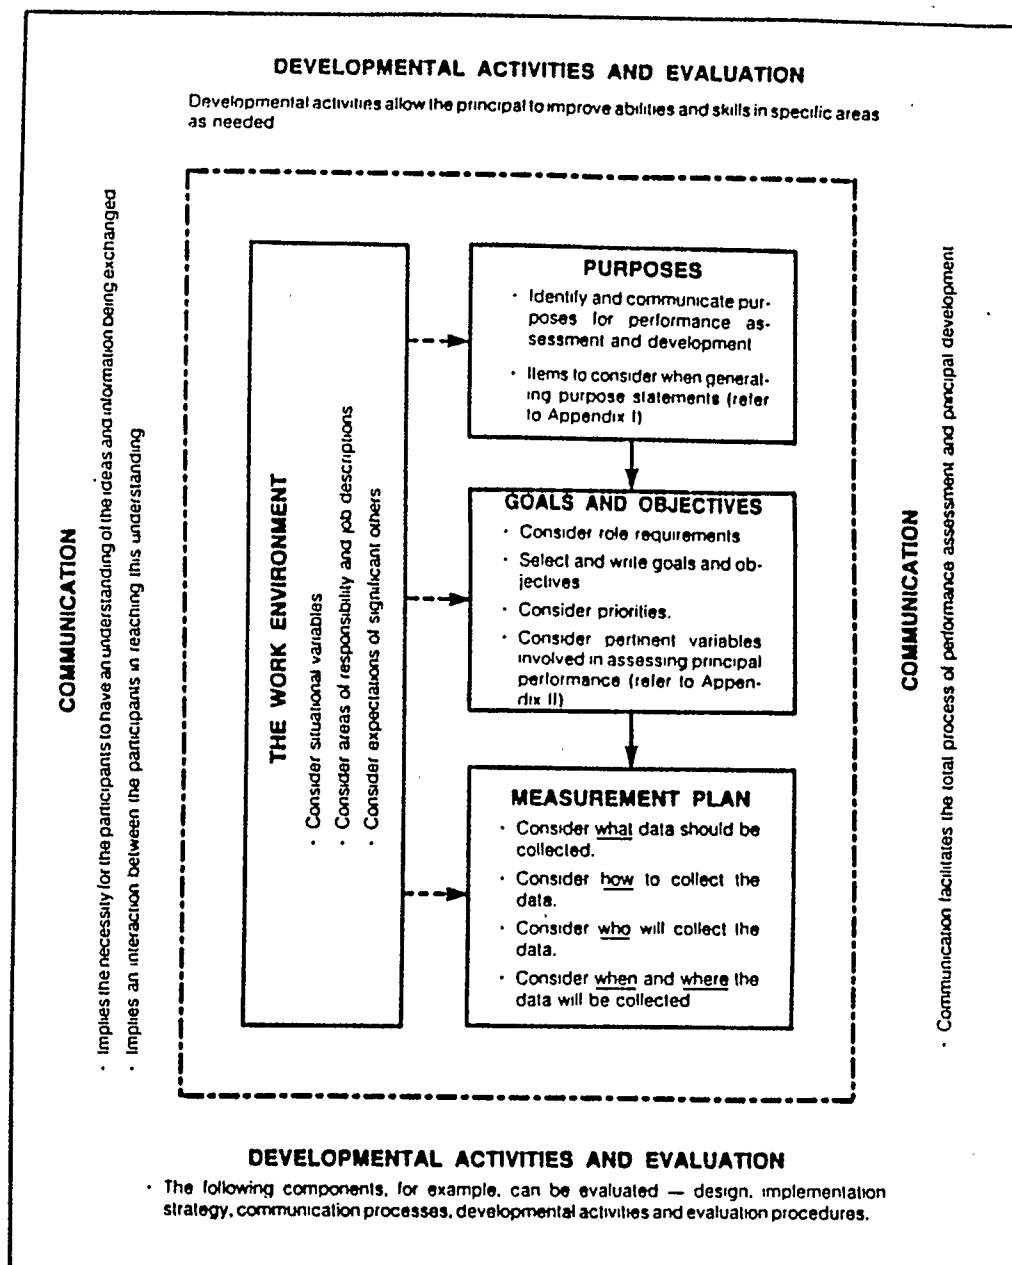 DEVELOPMENTAL ACTIVITIES AND EVALUATION
Developmental activities allow the principal to improve abilities and skills in specific areas
as needed
COMMUNICATION
· Implies the necessity for the participants to have an understanding of the ideas and information being exchanged
· Implies an interaction between the participants in reaching this understanding
THE WORK ENVIRONMENT
· Consider situational variables
· Consider areas of responsibility and job descriptions
· Consider expectations of significant others
PURPOSES
· Identify and communicate pur-
poses for performance as-
sessment and development
· Items to consider when generat-
ing purpose statements (refer
to Appendix I)
GOALS AND OBJECTIVES
· Consider role requirements
· Select and write goals and ob-
jectives
· Consider priorities.
· Consider pertinent variables
involved in assessing principal
performance (refer to Appen-
dix II)
MEASUREMENT PLAN
· Consider what data should be
collected.
· Consider how to collect the
data.
· Consider who will collect the
data.
· Consider when and where the
data will be collected
COMMUNICATION
· Communication facilitates the total process of performance assessment and principal development
DEVELOPMENTAL ACTIVITIES AND EVALUATION
· The following components, for example, can be evaluated — design, implementation
strategy, communication processes, developmental activities and evaluation procedures.